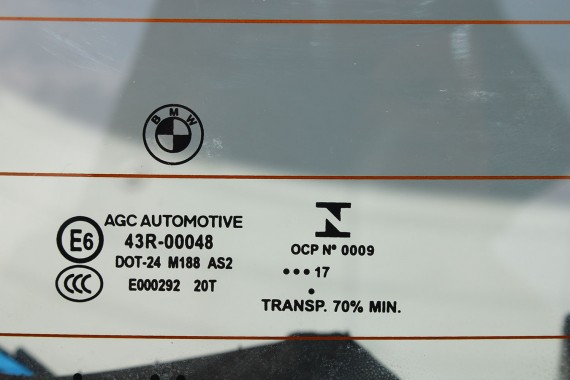 BMW
AGC AUTOMOTIVE
E6 43R-00048
DOT-24 M188 AS2
CCC E000292 20T
N
OCP Nº 0009
••• 17
•
TRANSP. 70% MIN.